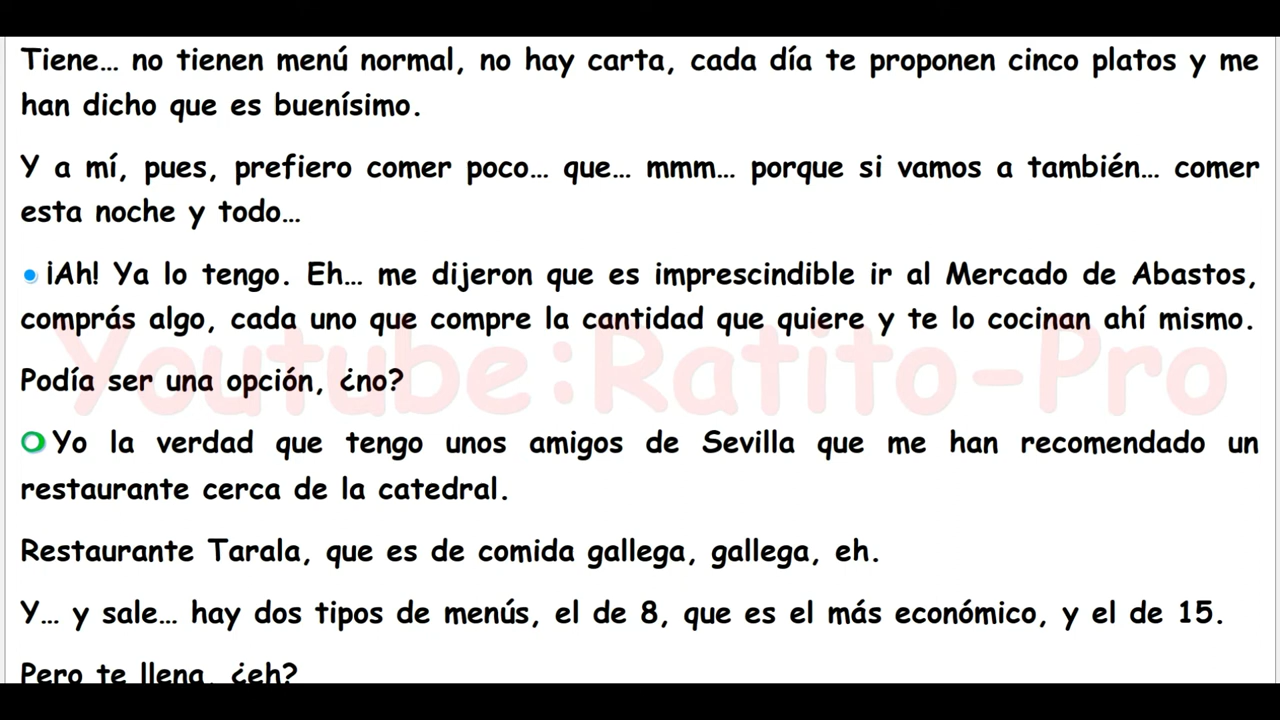 Tiene... no tienen menú normal, no hay carta, cada día te proponen cinco platos y me
han dicho que es buenísimo.
Y a mí, pues, prefiero comer poco... que... mmm... porque si vamos a también... comer
esta noche y todo...
¡Ah! Ya lo tengo. Eh... me dijeron que es imprescindible ir al Mercado de Abastos,
comprás algo, cada uno que compre la cantidad que quiere y te lo cocinan ahí mismo.
Youtube:Ratito-Pro
Podía ser una opción, ¿no?
Yo la verdad que tengo unos amigos de Sevilla que me han recomendado un
restaurante cerca de la catedral.
Restaurante Tarala, que es de comida gallega, gallega, eh.
Y... y sale... hay dos tipos de menús, el de 8, que es el más económico, y el de 15.
Pero te llena, ¿eh?